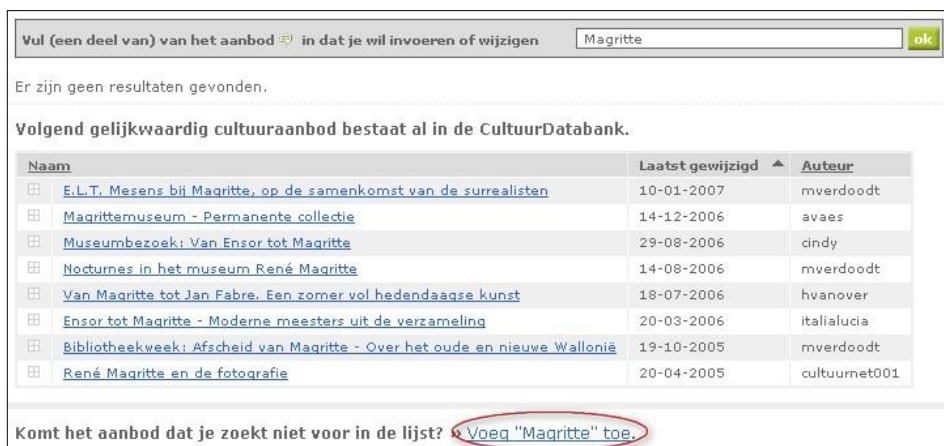 Vul (een deel van) van het aanbod in dat je wil invoeren of wijzigen Magritte ok
Er zijn geen resultaten gevonden.
Volgend gelijkwaardig cultuuraanbod bestaat al in de CultuurDatabank.
Naam Laatst gewijzigd Auteur
E.L.T. Mesens bij Magritte, op de samenkomst van de surrealisten 10-01-2007 mverdoodt
Magrittemuseum - Permanente collectie 14-12-2006 avaes
Museumbezoek: Van Ensor tot Magritte 29-08-2006 cindy
Nocturnes in het museum René Magritte 14-08-2006 mverdoodt
Van Magritte tot Jan Fabre. Een zomer vol hedendaagse kunst 18-07-2006 hvanover
Ensor tot Magritte - Moderne meesters uit de verzameling 20-03-2006 italialucia
Bibliotheekweek: Afscheid van Magritte - Over het oude en nieuwe Wallonië 19-10-2005 mverdoodt
René Magritte en de fotografie 20-04-2005 cultuurnet001
Komt het aanbod dat je zoekt niet voor in de lijst? » Voeg "Magritte" toe.